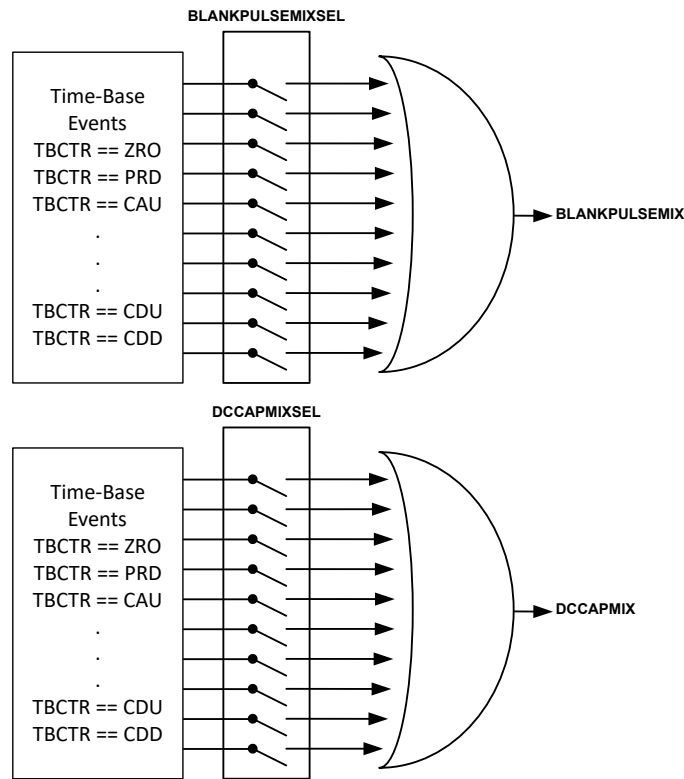 BLANKPULSEMIXSEL
Time-Base
Events
TBCTR == ZRO
TBCTR == PRD
TBCTR == CAU
.
.
.
TBCTR == CDU
TBCTR == CDD
BLANKPULSEMIX
DCCAPMIXSEL
Time-Base
Events
TBCTR == ZRO
TBCTR == PRD
TBCTR == CAU
.
.
.
TBCTR == CDU
TBCTR == CDD
DCCAPMIX